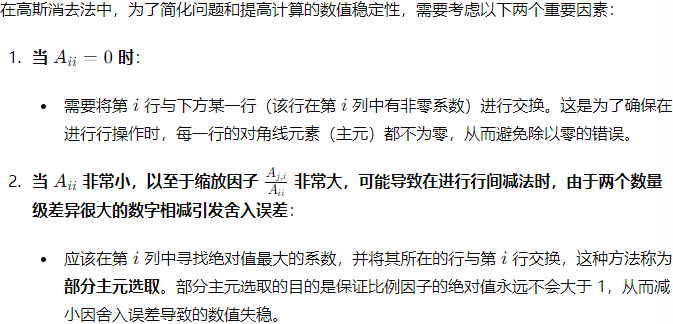 在高斯消去法中，为了简化问题和提高计算的数值稳定性，需要考虑以下两个重要因素：
1. 当 $A_{ii} = 0$ 时：
• 需要将第 $i$ 行与下方某一行（该行在第 $i$ 列中有非零系数）进行交换。这是为了确保在
进行行操作时，每一行的对角线元素（主元）都不为零，从而避免除以零的错误。
2. 当 $A_{ii}$ 非常小，以至于缩放因子 $\frac{A_{j,i}}{A_{ii}}$ 非常大，可能导致在进行行间减法时，由于两个数量
级差异很大的数字相减引发舍入误差：
• 应该在第 $i$ 列中寻找绝对值最大的系数，并将其所在的行与第 $i$ 行交换，这种方法称为
部分主元选取。部分主元选取的目的是保证比例因子的绝对值永远不会大于 1，从而减
小因舍入误差导致的数值失稳。